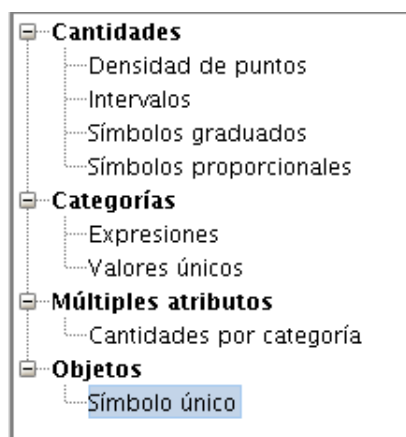 Cantidades
Densidad de puntos
Intervalos
Símbolos graduados
Símbolos proporcionales
Categorías
Expresiones
Valores únicos
Múltiples atributos
Cantidades por categoría
Objetos
Símbolo único